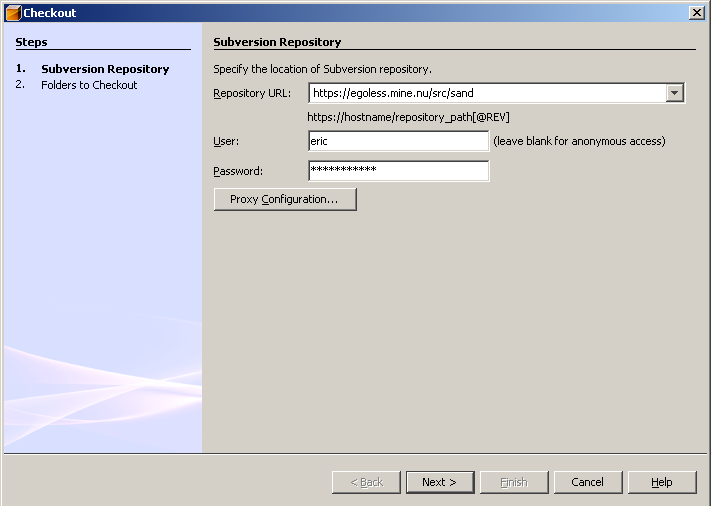 Checkout
Steps
1. Subversion Repository
2. Folders to Checkout
Subversion Repository
Specify the location of Subversion repository.
Repository URL: https://egoless.mine.nu/src/sand
https://hostname/repository_path[@REV]
User: eric (leave blank for anonymous access)
Password: ***********
Proxy Configuration...
< Back Next > Finish Cancel Help